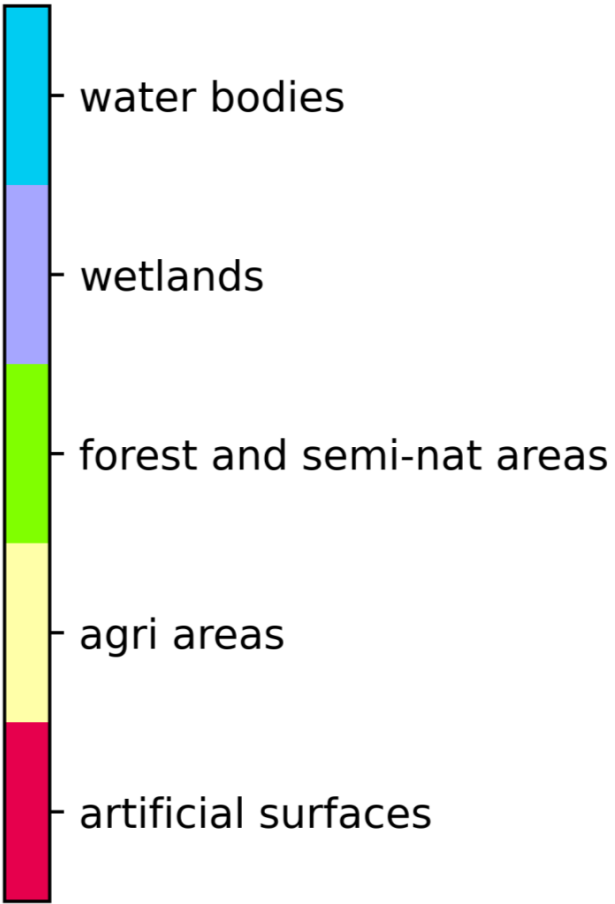 water bodies
wetlands
forest and semi-nat areas
agri areas
artificial surfaces